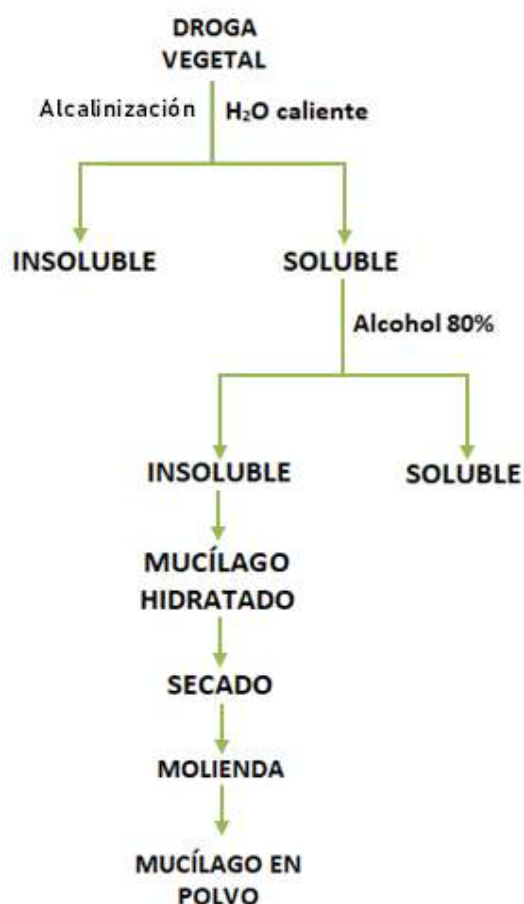 DROGA
VEGETAL
Alcalinización H₂O caliente
INSOLUBLE SOLUBLE
Alcohol 80%
INSOLUBLE SOLUBLE
MUCÍLAGO
HIDRATADO
SECADO
MOLIENDA
MUCÍLAGO EN
POLVO